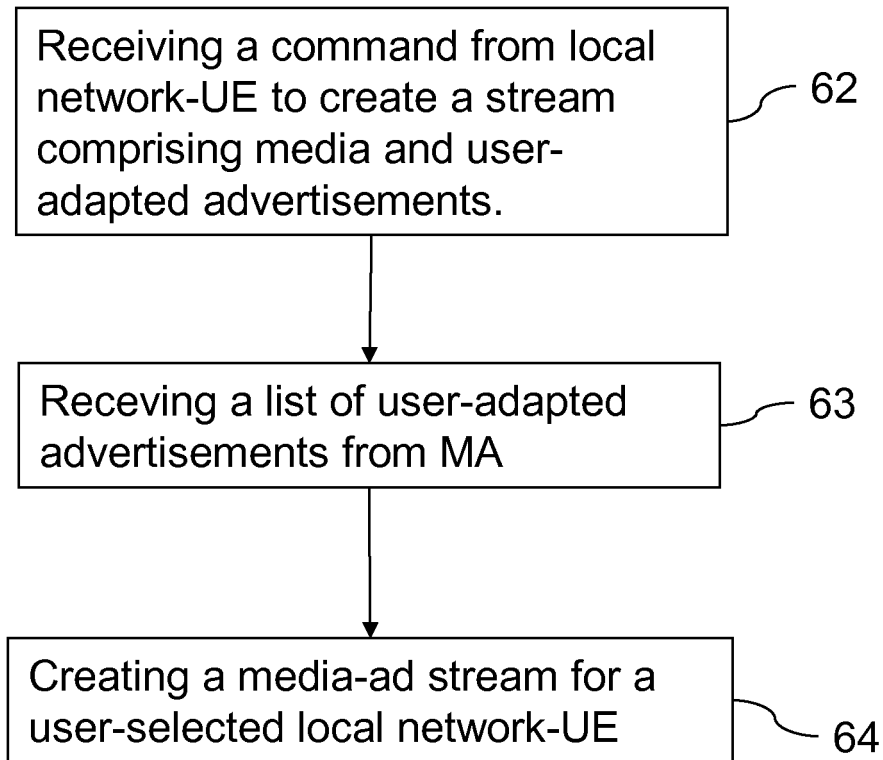 Receiving a command from local
network-UE to create a stream
comprising media and user-
adapted advertisements.
62
Receving a list of user-adapted
advertisements from MA
63
Creating a media-ad stream for a
user-selected local network-UE
64